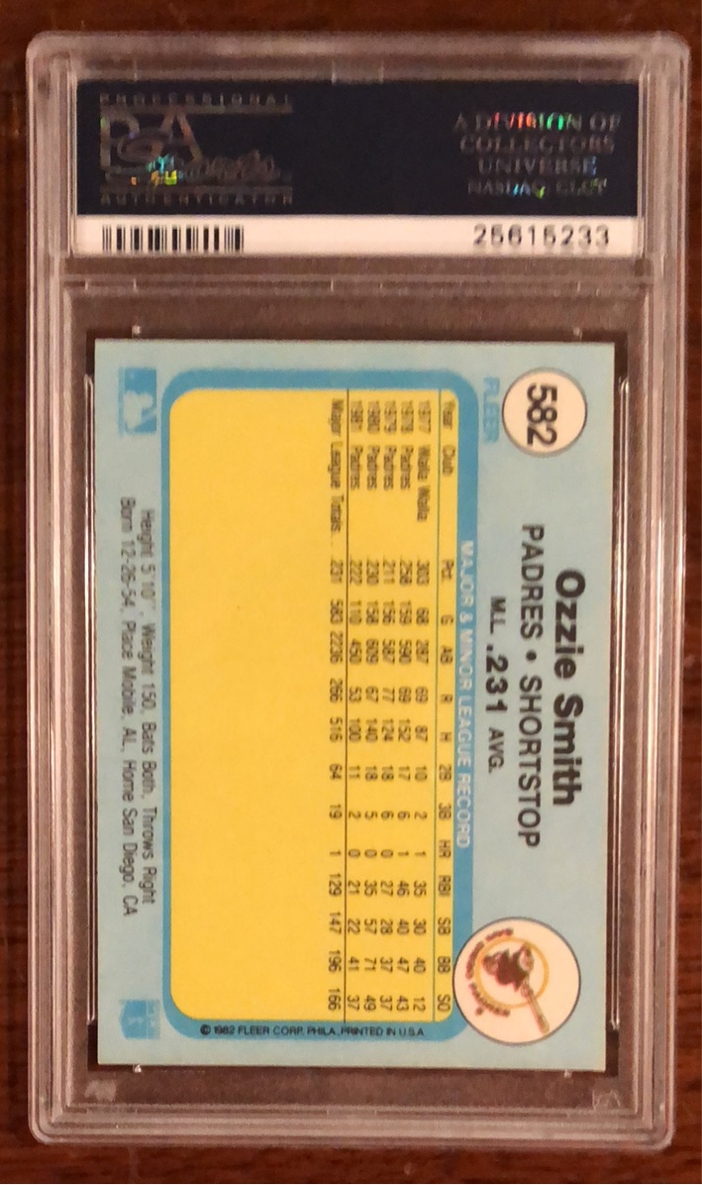 PROFESSIONAL
AUTHENTICATOR
A DIVISION OF
COLLECTORS
UNIVERSE
NASDAQ: CLCT
25615233
582
FLEER
Ozzie Smith
PADRES • SHORTSTOP
M.L. .231 AVG.
MAJOR & MINOR LEAGUE RECORD
Year Club Pct. G AB R H 2B 3B HR RBI SB BB SO
1977 Walla Walla .303 68 287 69 87 10 2 1 35 30 40 12
1978 Padres .258 159 590 69 152 17 6 1 46 40 47 43
1979 Padres .211 156 587 77 124 18 6 0 27 28 37 37
1980 Padres .230 158 609 67 140 18 5 0 35 57 71 49
1981 Padres .222 110 450 53 100 11 2 0 21 22 41 37
Major League Totals. . .231 583 2236 266 516 64 19 1 129 147 196 166
© 1982 FLEER CORP. PHILA. PRINTED IN U.S.A.
Height 5'10", Weight 150, Bats Both, Throws Right
Born 12-26-54, Place Mobile, AL, Home San Diego, CA